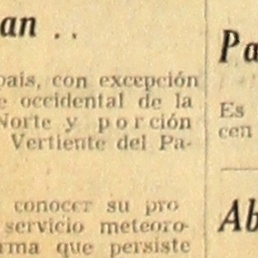 an . .
pais, con excepción
e occidental de la
Norte y porción
Vertiente del Pa-
conocer su pro
servicio meteoro-
rma que persiste
Pa
Es
cen
Ab